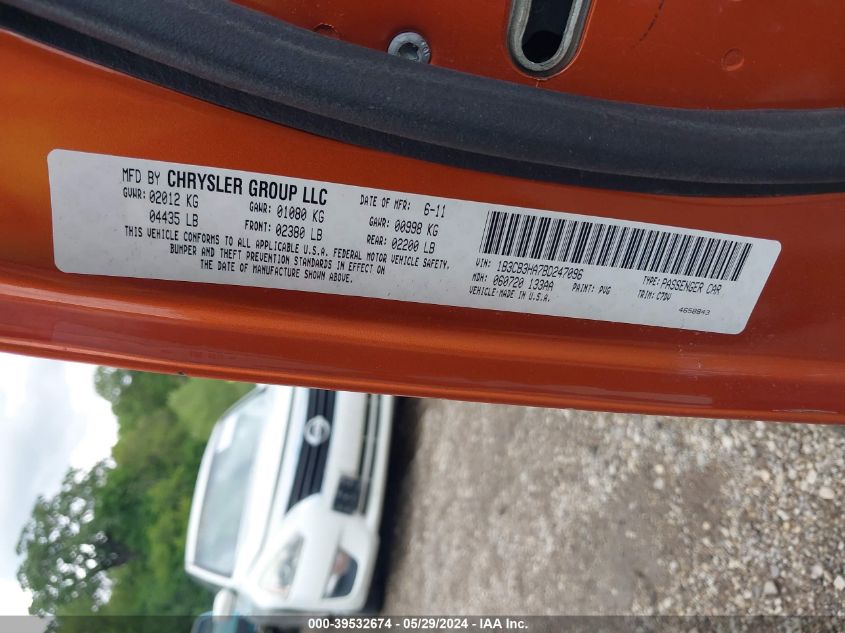 MFD BY CHRYSLER GROUP LLC
DATE OF MFR: 6-11
GVWR: 02012 KG
GAWR: 01080 KG
GAWR: 00998 KG
04435 LB
FRONT: 02380 LB
REAR: 02200 LB
THIS VEHICLE CONFORMS TO ALL APPLICABLE U.S.A. FEDERAL MOTOR VEHICLE SAFETY,
BUMPER AND THEFT PREVENTION STANDARDS IN EFFECT ON
THE DATE OF MANUFACTURE SHOWN ABOVE.
VIN: 1B3CB3HA7BD247096
TYPE: PASSENGER CAR
MDH: 060720 133AA
PAINT: PVG
TRIM: C7DV
VEHICLE MADE IN U.S.A.
4658843
000-39532674 - 05/29/2024 - IAA Inc.